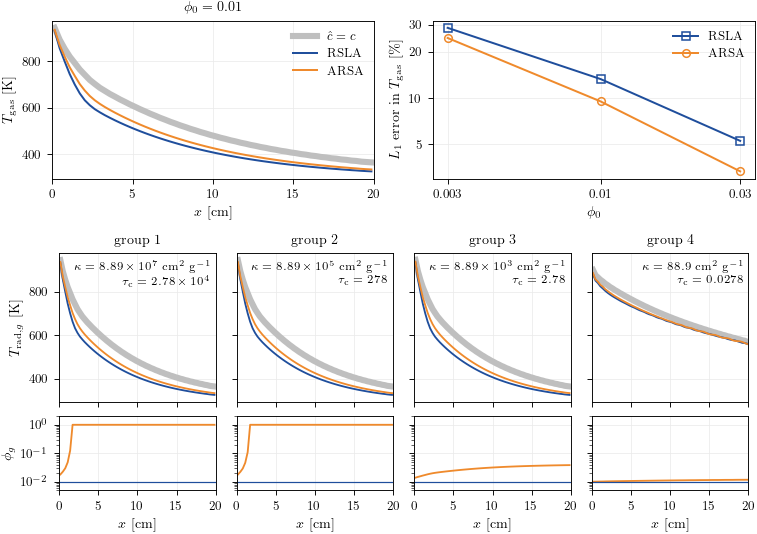 ϕ₀ = 0.01
T_gas [K]
800
600
400
0 5 10 15 20
x [cm]
ĉ = c
RSLA
ARSA
L₁ error in T_gas [%]
30
20
10
5
0.003 0.01 0.03
ϕ₀
RSLA
ARSA
group 1 group 2 group 3 group 4
κ = 8.89 × 10⁷ cm² g⁻¹
τ_c = 2.78 × 10⁴
κ = 8.89 × 10⁵ cm² g⁻¹
τ_c = 278
κ = 8.89 × 10³ cm² g⁻¹
τ_c = 2.78
κ = 88.9 cm² g⁻¹
τ_c = 0.0278
T_rad,g [K]
800
600
400
ϕ_g
10⁰
10⁻¹
10⁻²
0 5 10 15 20 0 5 10 15 20 0 5 10 15 20 0 5 10 15 20
x [cm] x [cm] x [cm] x [cm]